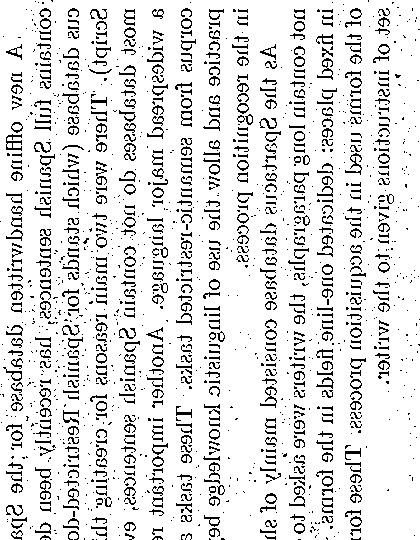 A new offline handwritten database for the Spa
contains full Spanish sentences, has recently been d
cus database (which stands for Spanish Restricted-do
Script). There were two main reasons for creating th
most databases do not contain Spanish sentences, eve
a widespread major language. Another important r
corpus from semantic-restricted tasks. These tasks a
practice and allow the use of linguistic knowledge be
in the recognition process.
As the Spartacus database consisted mainly of sh
not contain long paragraphs, the writers were asked to
in fixed places: dedicated one-line fields in the forms.
of the forms used in the acquisition process. These for
set of instructions given to the writer.